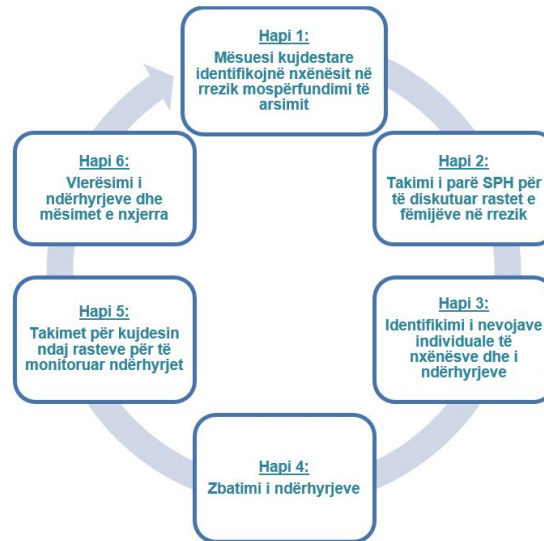 Hapi 1:
Mësuesi kujdestare
identifikojnë nxënësit në
rrezik mospërfundimi të
arsimit
Hapi 2:
Takimi i parë SPH për
të diskutuar rastet e
fëmijëve në rrezik
Hapi 3:
Identifikimi i nevojave
individuale të
nxënësve dhe i
ndërhyrjeve
Hapi 4:
Zbatimi i ndërhyrjeve
Hapi 5:
Takimet për kujdesin
ndaj rasteve për të
monitoruar ndërhyrjet
Hapi 6:
Vlerësimi i
ndërhyrjeve dhe
mësimet e nxjerra